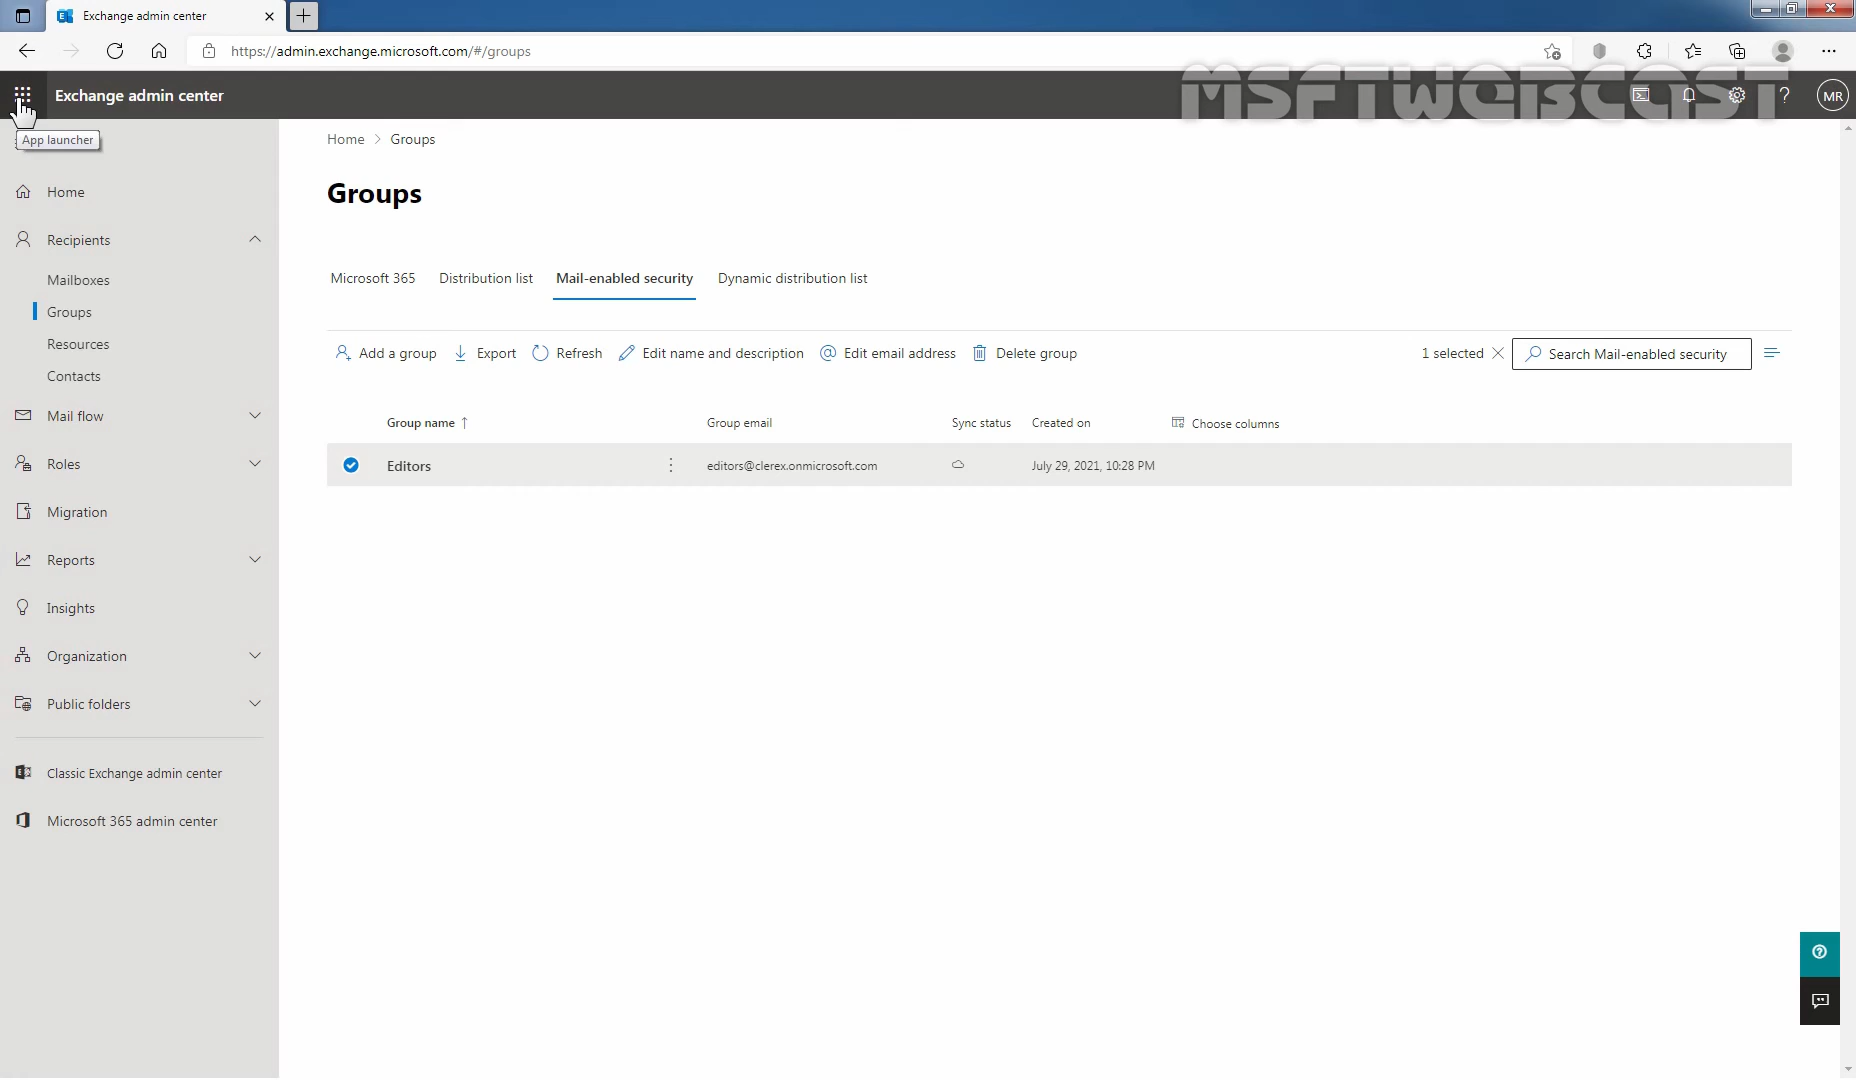 Exchange admin center
https://admin.exchange.microsoft.com/#/groups
MSFTWEBCAST
Exchange admin center
MR
App launcher
Home > Groups
Groups
Home
Recipients
Mailboxes
Groups
Resources
Contacts
Mail flow
Roles
Migration
Reports
Insights
Organization
Public folders
Classic Exchange admin center
Microsoft 365 admin center
Microsoft 365 Distribution list Mail-enabled security Dynamic distribution list
Add a group Export Refresh Edit name and description @ Edit email address Delete group 1 selected Search Mail-enabled security
Group name ↑ Group email Sync status Created on Choose columns
Editors editors@clerex.onmicrosoft.com July 29, 2021, 10:28 PM